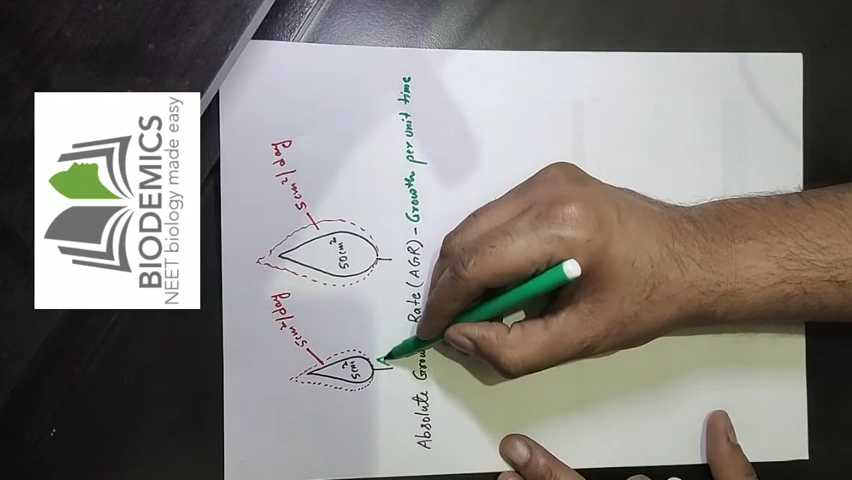 BIODEMICS
NEET biology made easy
Absolute Grow Rate (AGR) - Growth per unit time
5cm²
50cm²
5cm²/day
5cm²/day
A